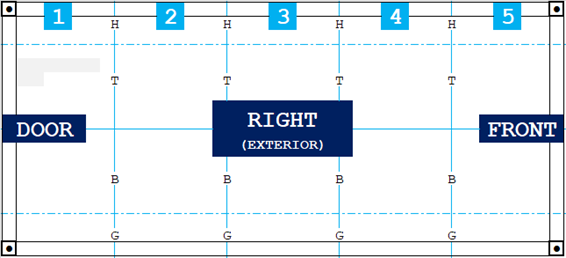 1 2 3 4 5
H H H H
T T T T
DOOR RIGHT FRONT
(EXTERIOR)
B B B B
G G G G